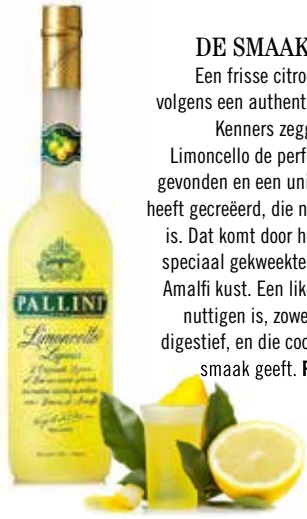 PALLINI
Limoncello
Liqueur
DE SMAAK
Een frisse citro
volgens een authent
Kenners zegg
Limoncello de perf
gevonden en een uni
heeft gecreëerd, die n
is. Dat komt door h
speciaal gekweekte
Amalfi kust. Een lik
nuttigen is, zowe
digestief, en die coc
smaak geeft.